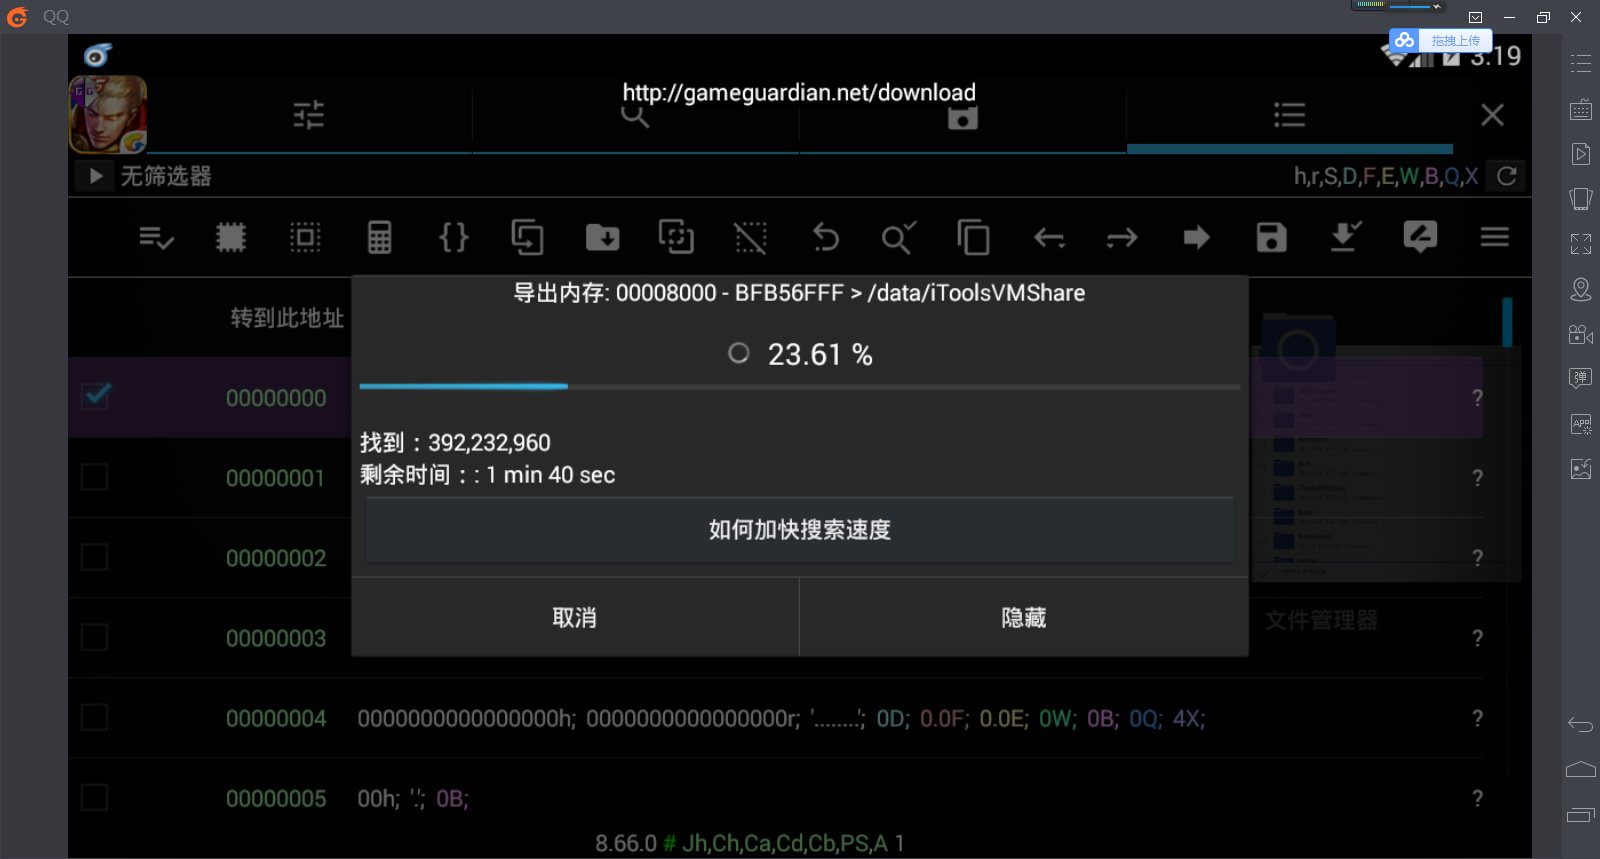 QQ
拖拽上传
3:19
http://gameguardian.net/download
无筛选器
h,r,S,D,F,E,W,B,Q,X
导出内存: 00008000 - BFB56FFF > /data/iToolsVMShare
转到此地址
23.61 %
00000000 ?
找到 : 392,232,960
00000001 ?
剩余时间 : : 1 min 40 sec
如何加快搜索速度
00000002 ?
取消
隐藏
文件管理器
00000003 ?
00000004 0000000000000000h; 0000000000000000r; '........'; 0D; 0.0F; 0.0E; 0W; 0B; 0Q; 4X; ?
00000005 00h; '.'; 0B; ?
8.66.0 # Jh,Ch,Ca,Cd,Cb,PS,A 1
弹
APP